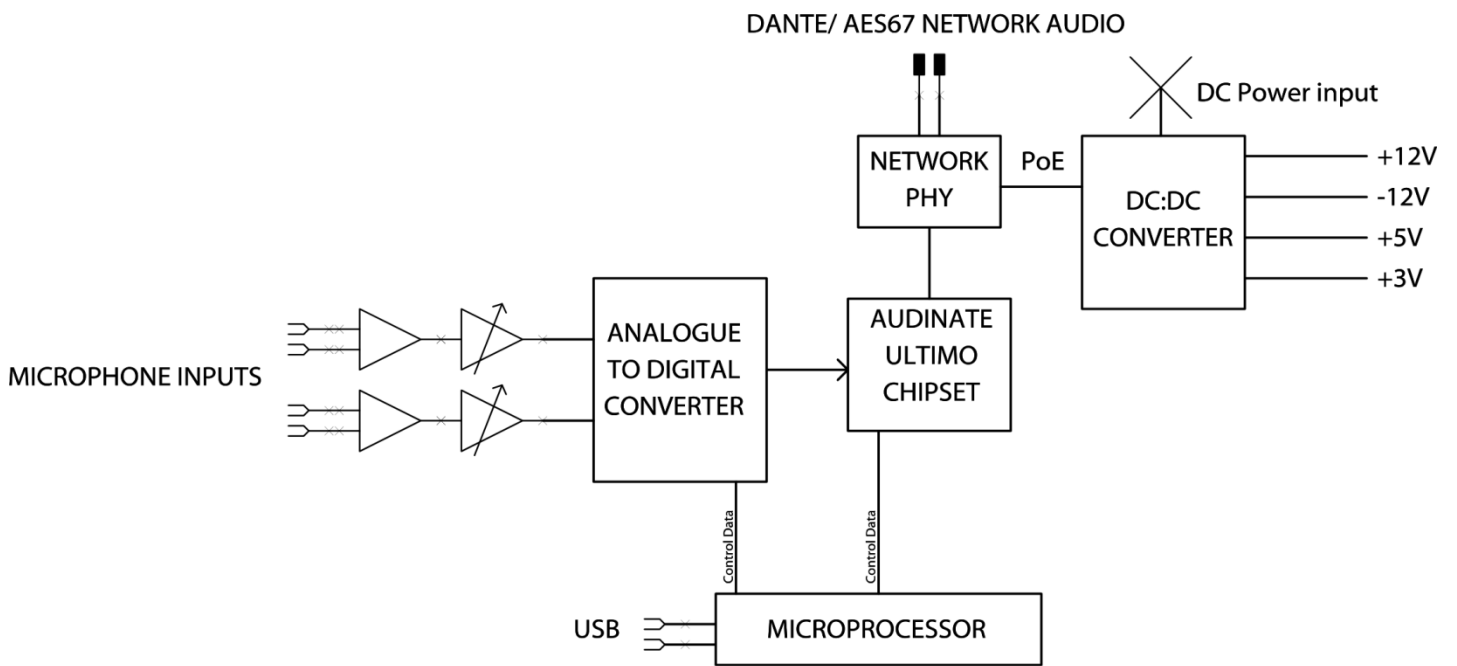 DANTE/ AES67 NETWORK AUDIO
DC Power input
NETWORK
PHY
PoE
DC:DC
CONVERTER
+12V
-12V
+5V
+3V
MICROPHONE INPUTS
ANALOGUE
TO DIGITAL
CONVERTER
AUDINATE
ULTIMO
CHIPSET
Control Data
Control Data
USB
MICROPROCESSOR